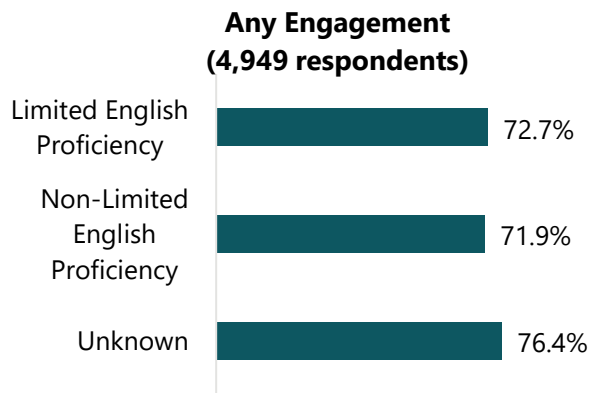 Any Engagement
(4,949 respondents)
Limited English
Proficiency
72.7%
Non-Limited
English
Proficiency
71.9%
Unknown
76.4%